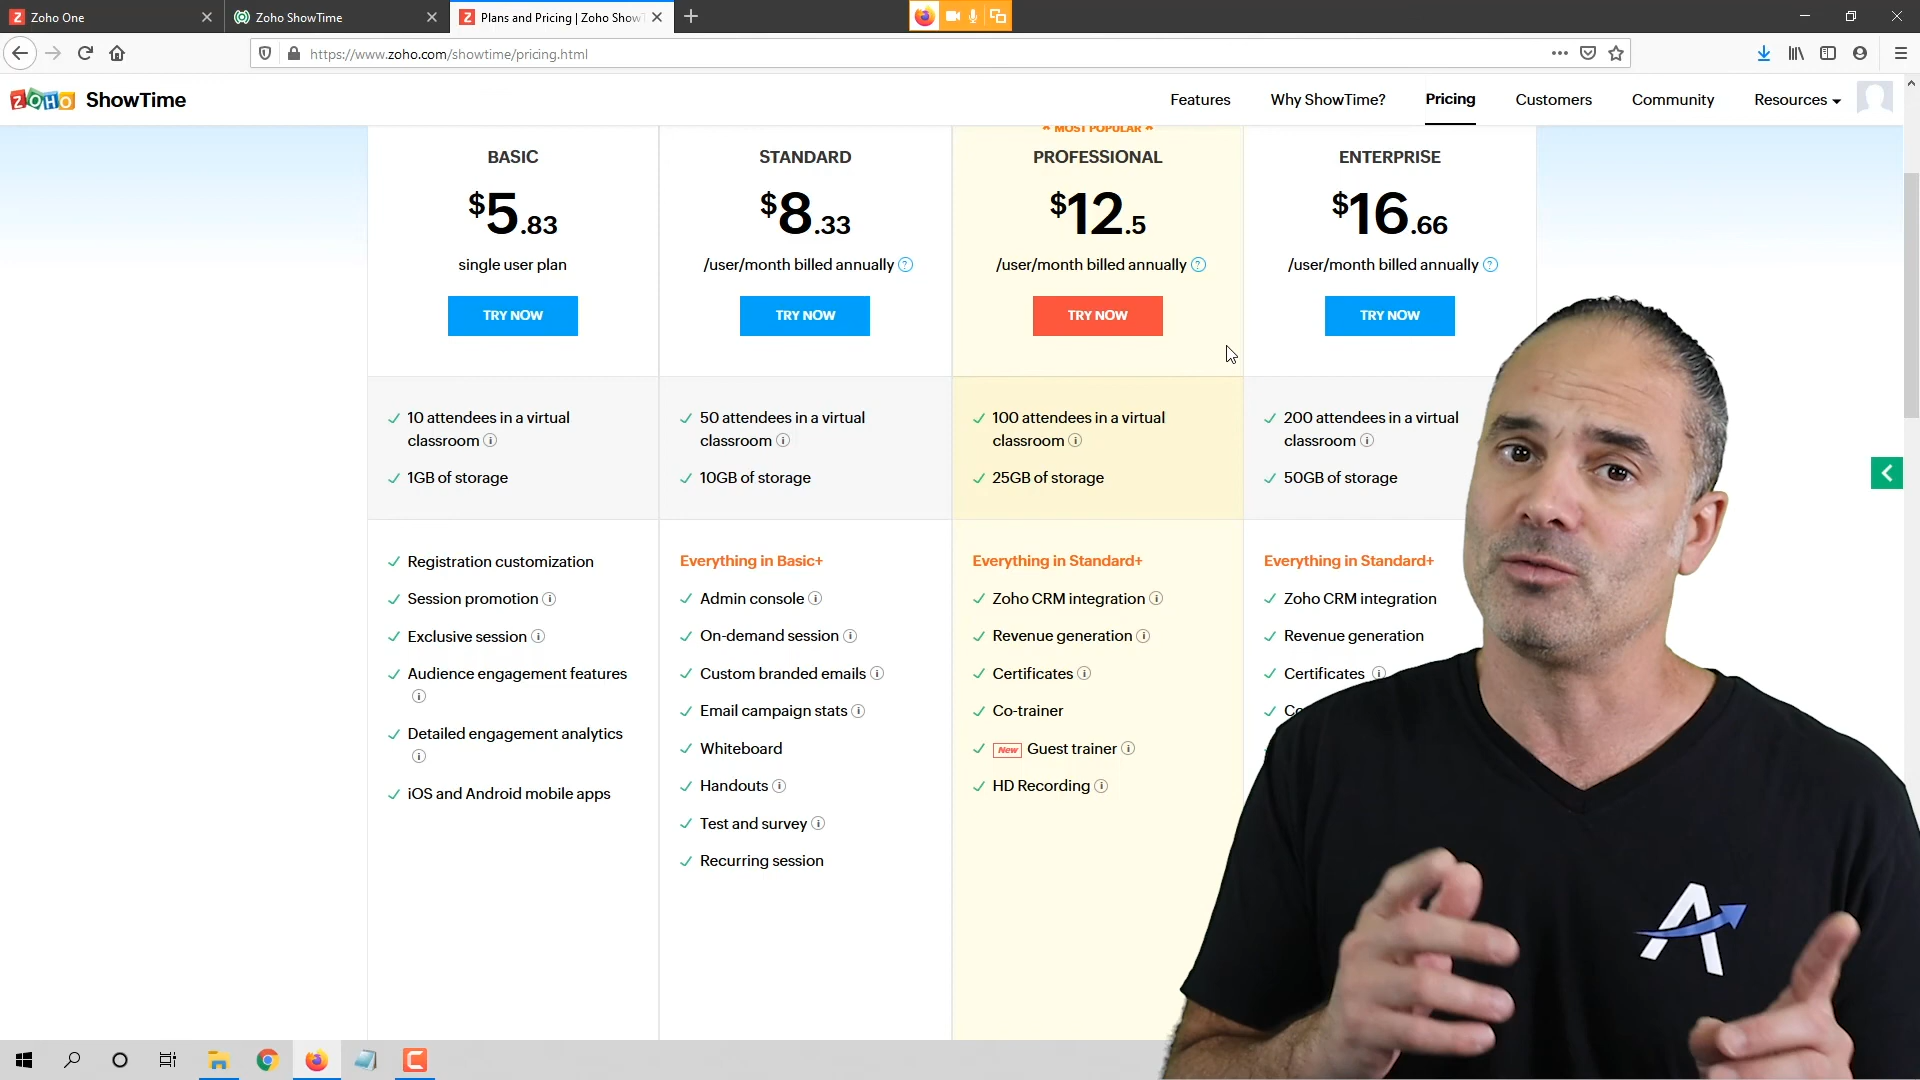 Zoho One
Zoho ShowTime
Plans and Pricing | Zoho ShowT
https://www.zoho.com/showtime/pricing.html
ZOHO ShowTime
Features
Why ShowTime?
Pricing
Customers
Community
Resources
MOST POPULAR
BASIC
$5.83
single user plan
TRY NOW
10 attendees in a virtual
classroom
1GB of storage
Registration customization
Session promotion
Exclusive session
Audience engagement features
Detailed engagement analytics
iOS and Android mobile apps
STANDARD
$8.33
/user/month billed annually
TRY NOW
50 attendees in a virtual
classroom
10GB of storage
Everything in Basic+
Admin console
On-demand session
Custom branded emails
Email campaign stats
Whiteboard
Handouts
Test and survey
Recurring session
PROFESSIONAL
$12.5
/user/month billed annually
TRY NOW
100 attendees in a virtual
classroom
25GB of storage
Everything in Standard+
Zoho CRM integration
Revenue generation
Certificates
Co-trainer
New Guest trainer
HD Recording
ENTERPRISE
$16.66
/user/month billed annually
TRY NOW
200 attendees in a virtual
classroom
50GB of storage
Everything in Standard+
Zoho CRM integration
Revenue generation
Certificates